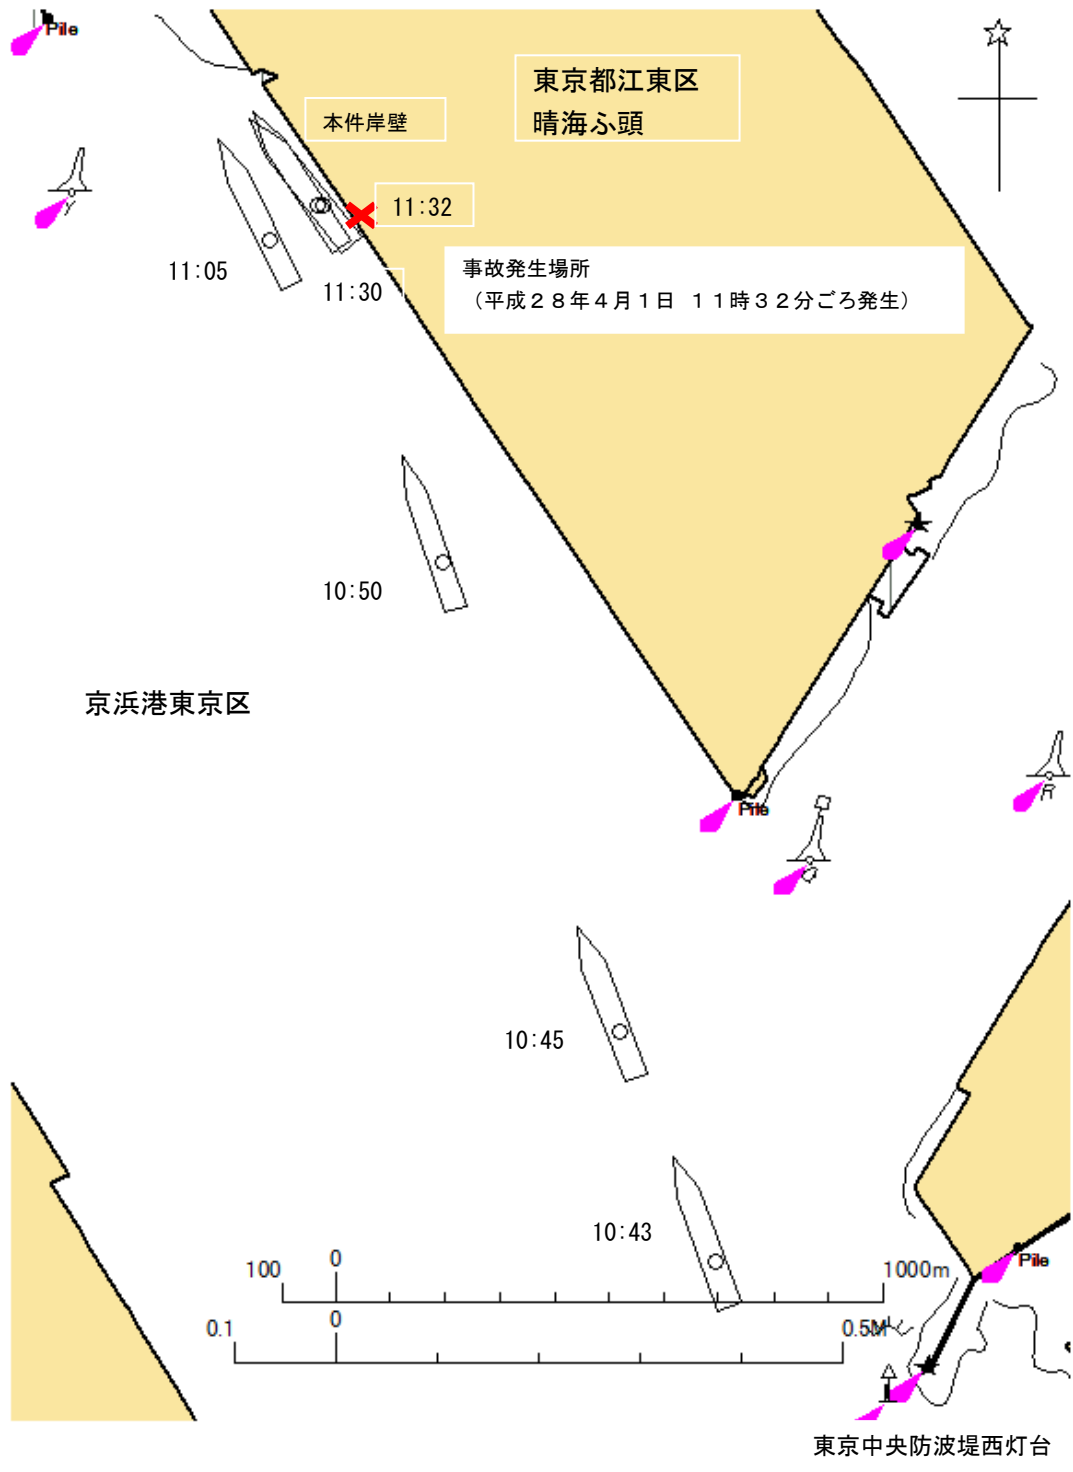 Pile
東京都江東区
晴海ふ頭
本件岸壁
Y
11:32
11:05
11:30
事故発生場所
（平成２８年４月１日 １１時３２分ごろ発生）
10:50
京浜港東京区
R
Pile
10:45
10:43
Pile
100 0 1000m
0.1 0 0.5M
東京中央防波堤西灯台